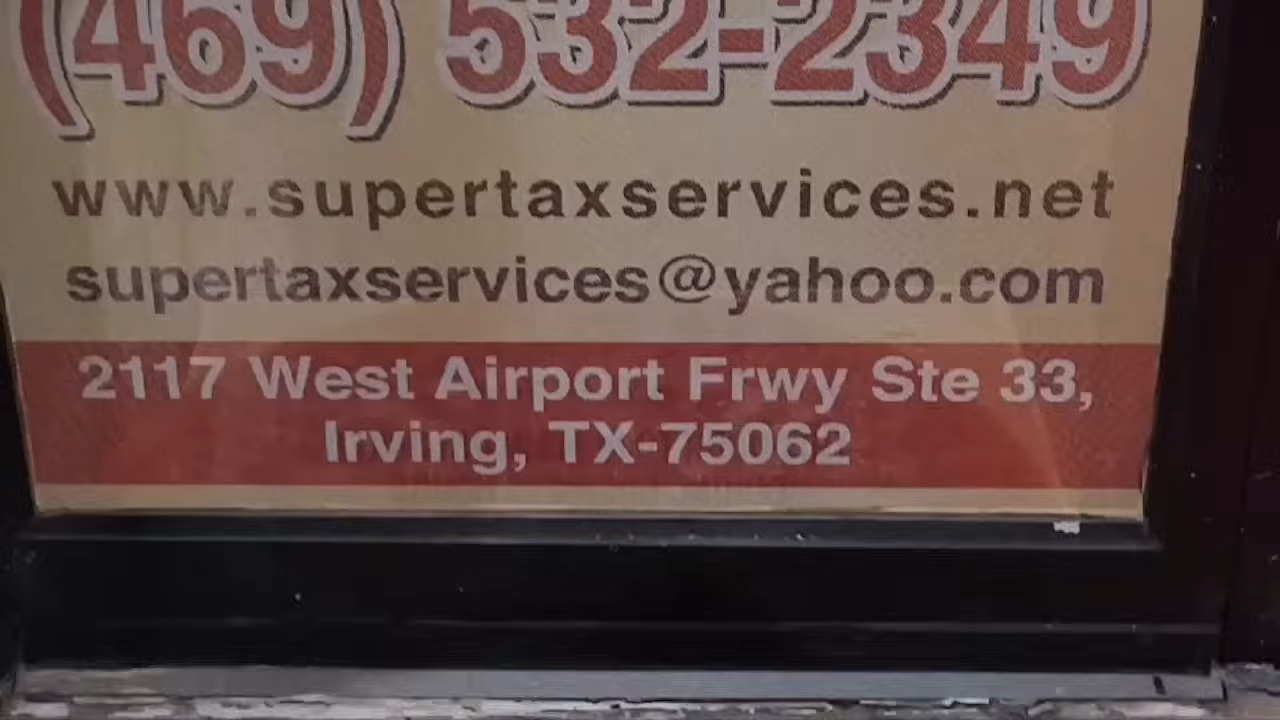 (469) 532-2349
www.supertaxservices.net
supertaxservices@yahoo.com
2117 West Airport Frwy Ste 33,
Irving, TX-75062